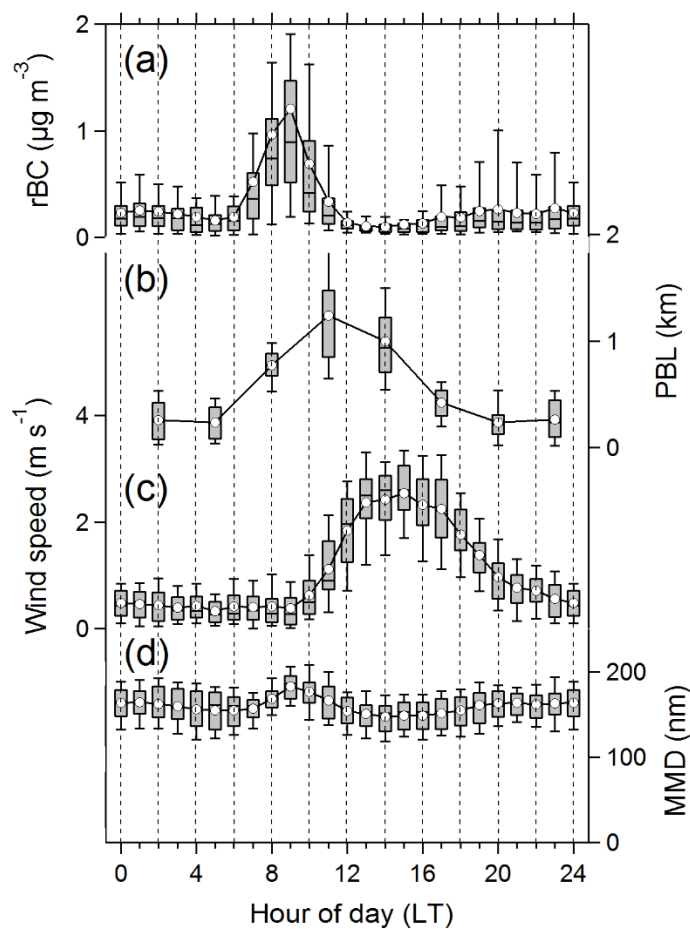 2
(a)
rBC (µg m⁻³)
1
0
2
(b)
PBL (km)
1
4
0
Wind speed (m s⁻¹)
(c)
2
0
(d)
200
MMD (nm)
100
0
0 4 8 12 16 20 24
Hour of day (LT)